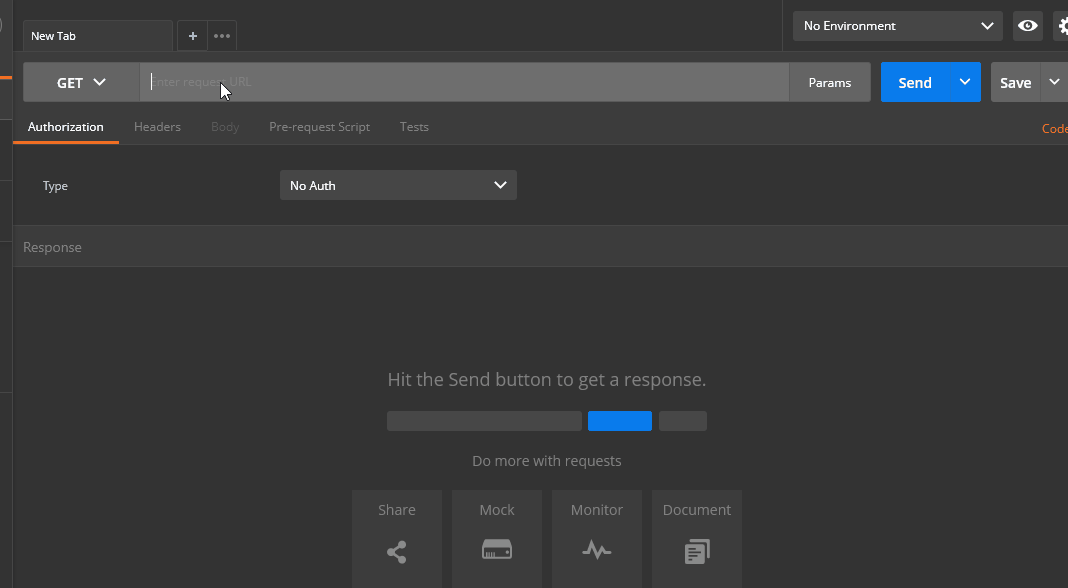 New Tab
No Environment
GET
Enter request URL
Params
Send
Save
Authorization Headers Body Pre-request Script Tests
Code
Type
No Auth
Response
Hit the Send button to get a response.
Do more with requests
Share Mock Monitor Document